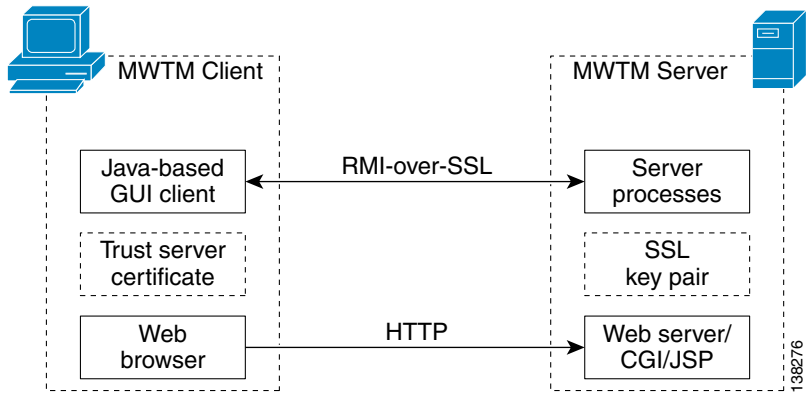 MWTM Client
MWTM Server
Java-based
GUI client
RMI-over-SSL
Server
processes
Trust server
certificate
SSL
key pair
Web
browser
HTTP
Web server/
CGI/JSP
138276